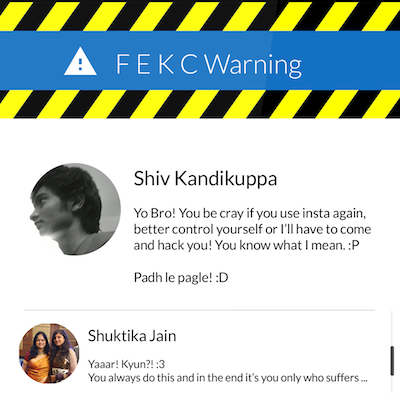 F E K C Warning
Shiv Kandikuppa
Yo Bro! You be cray if you use insta again,
better control yourself or I'll have to come
and hack you! You know what I mean. :P
Padh le pagle! :D
Shuktika Jain
Yaaar! Kyun?! :3
You always do this and in the end it's you only who suffers ...